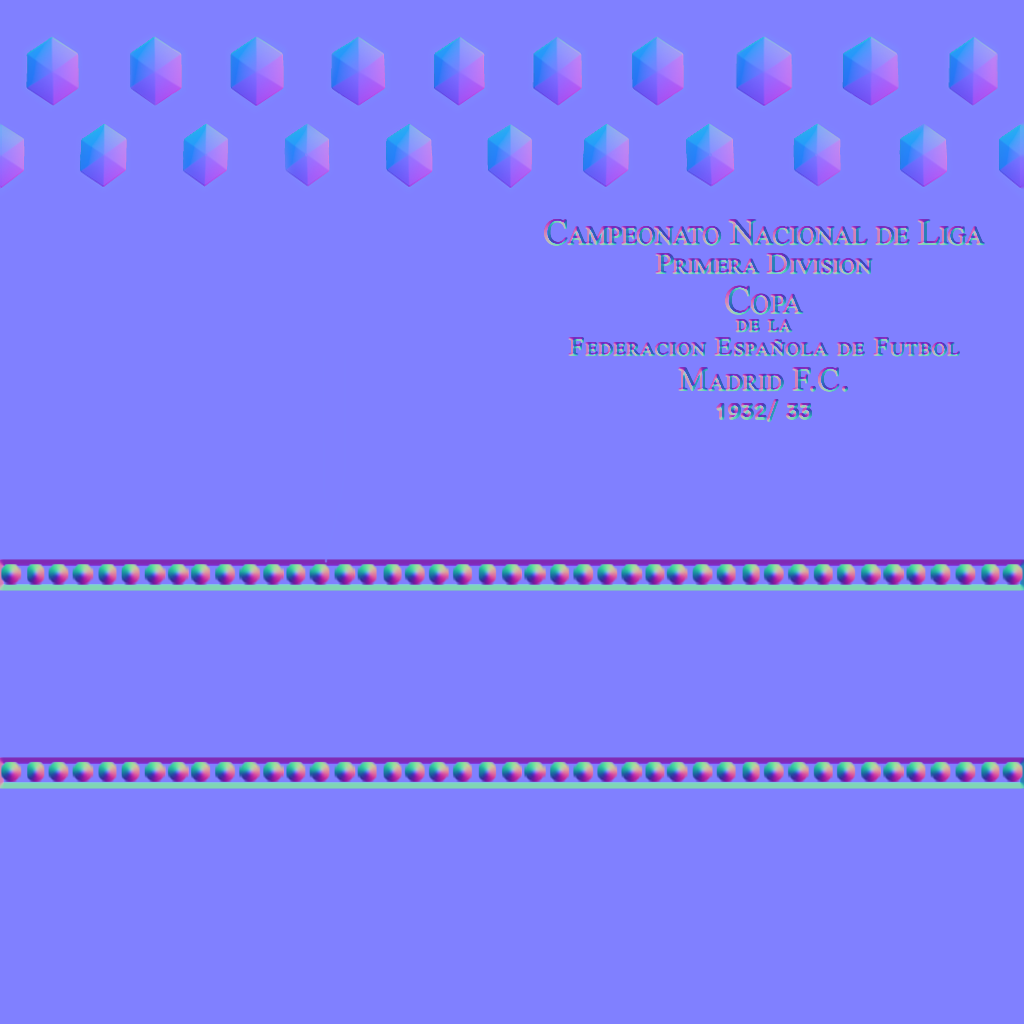 Campeonato Nacional de Liga
Primera Division
Copa
de la
Federacion Española de Futbol
Madrid F.C.
1932/ 33